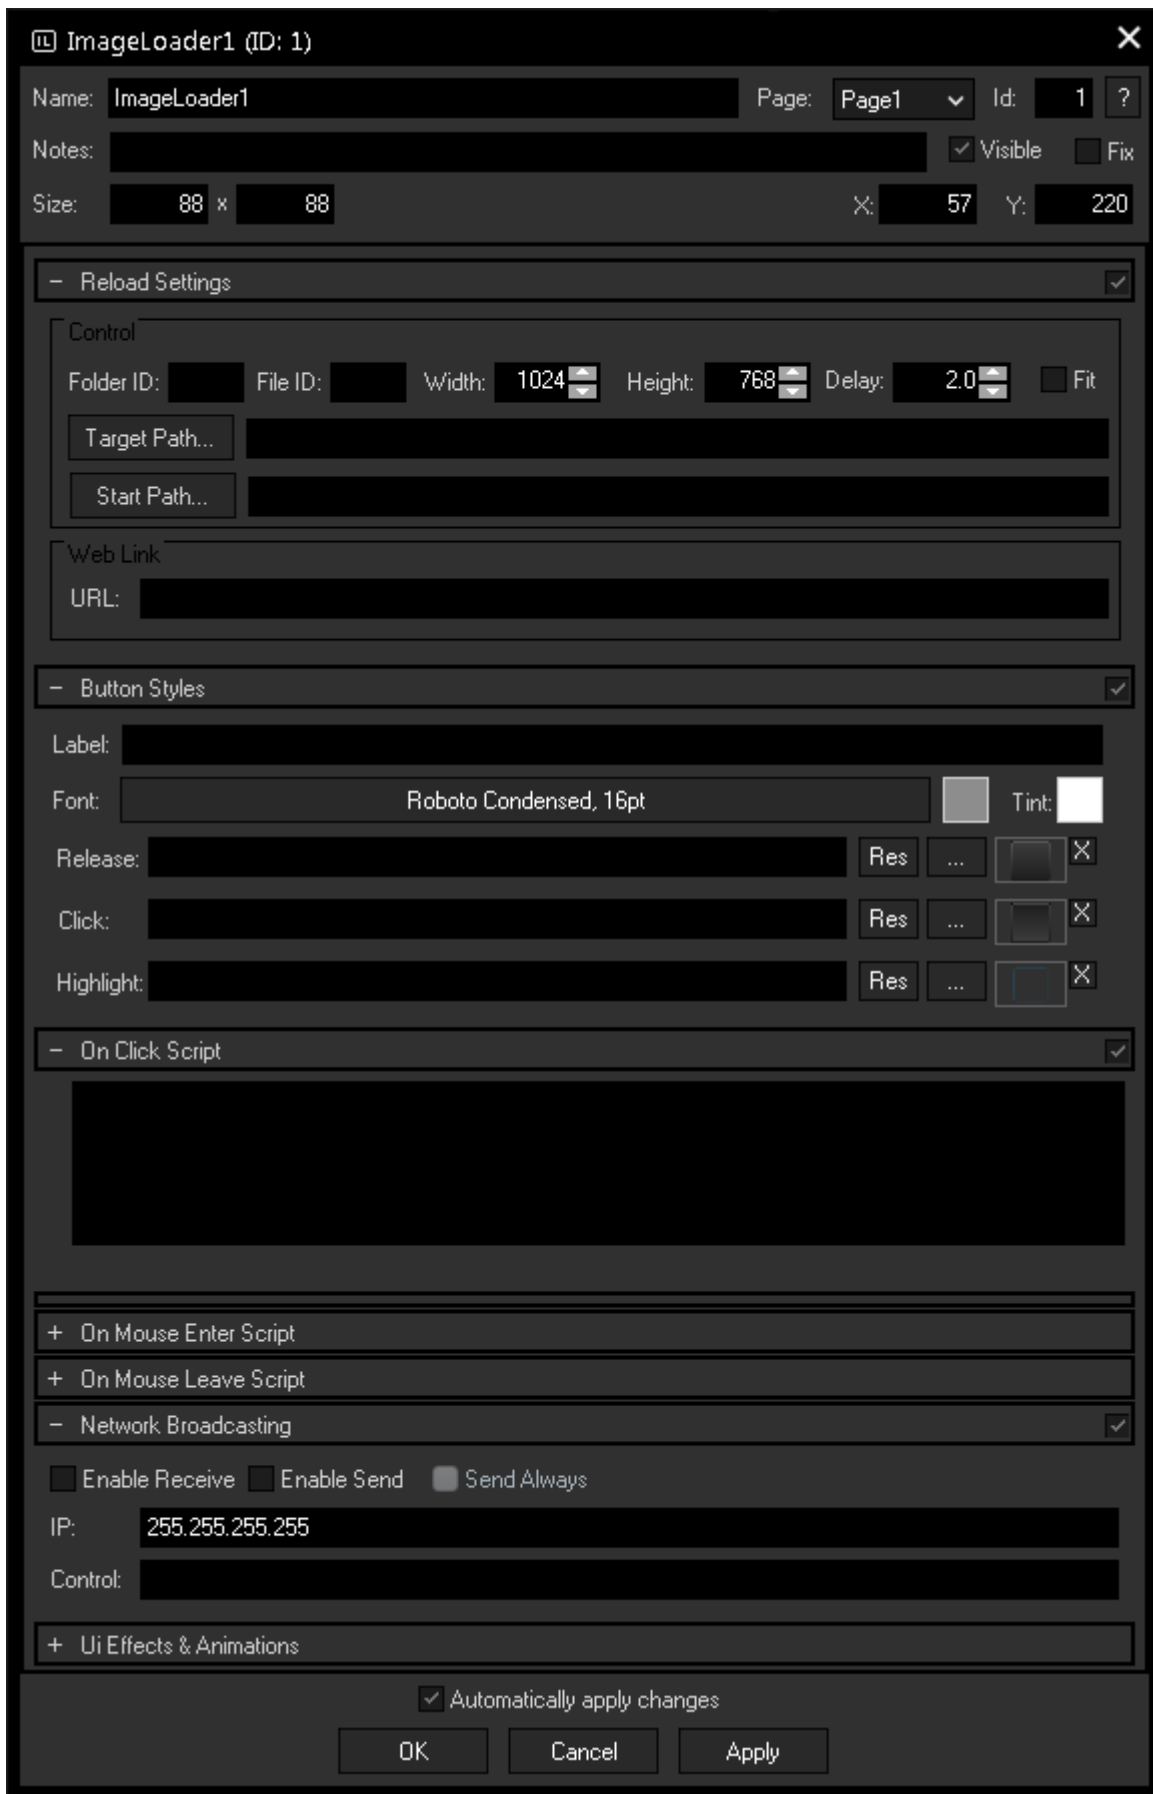 IL ImageLoader1 (ID: 1) X
Name: ImageLoader1 Page: Page1 Id: 1 ?
Notes: Visible Fix
Size: 88 x 88 X: 57 Y: 220
− Reload Settings
Control
Folder ID: File ID: Width: 1024 Height: 768 Delay: 2.0 Fit
Target Path...
Start Path...
Web Link
URL:
− Button Styles
Label:
Font: Roboto Condensed, 16pt Tint:
Release: Res ... X
Click: Res ... X
Highlight: Res ... X
− On Click Script
+ On Mouse Enter Script
+ On Mouse Leave Script
− Network Broadcasting
Enable Receive Enable Send Send Always
IP: 255.255.255.255
Control:
+ Ui Effects & Animations
Automatically apply changes
OK Cancel Apply